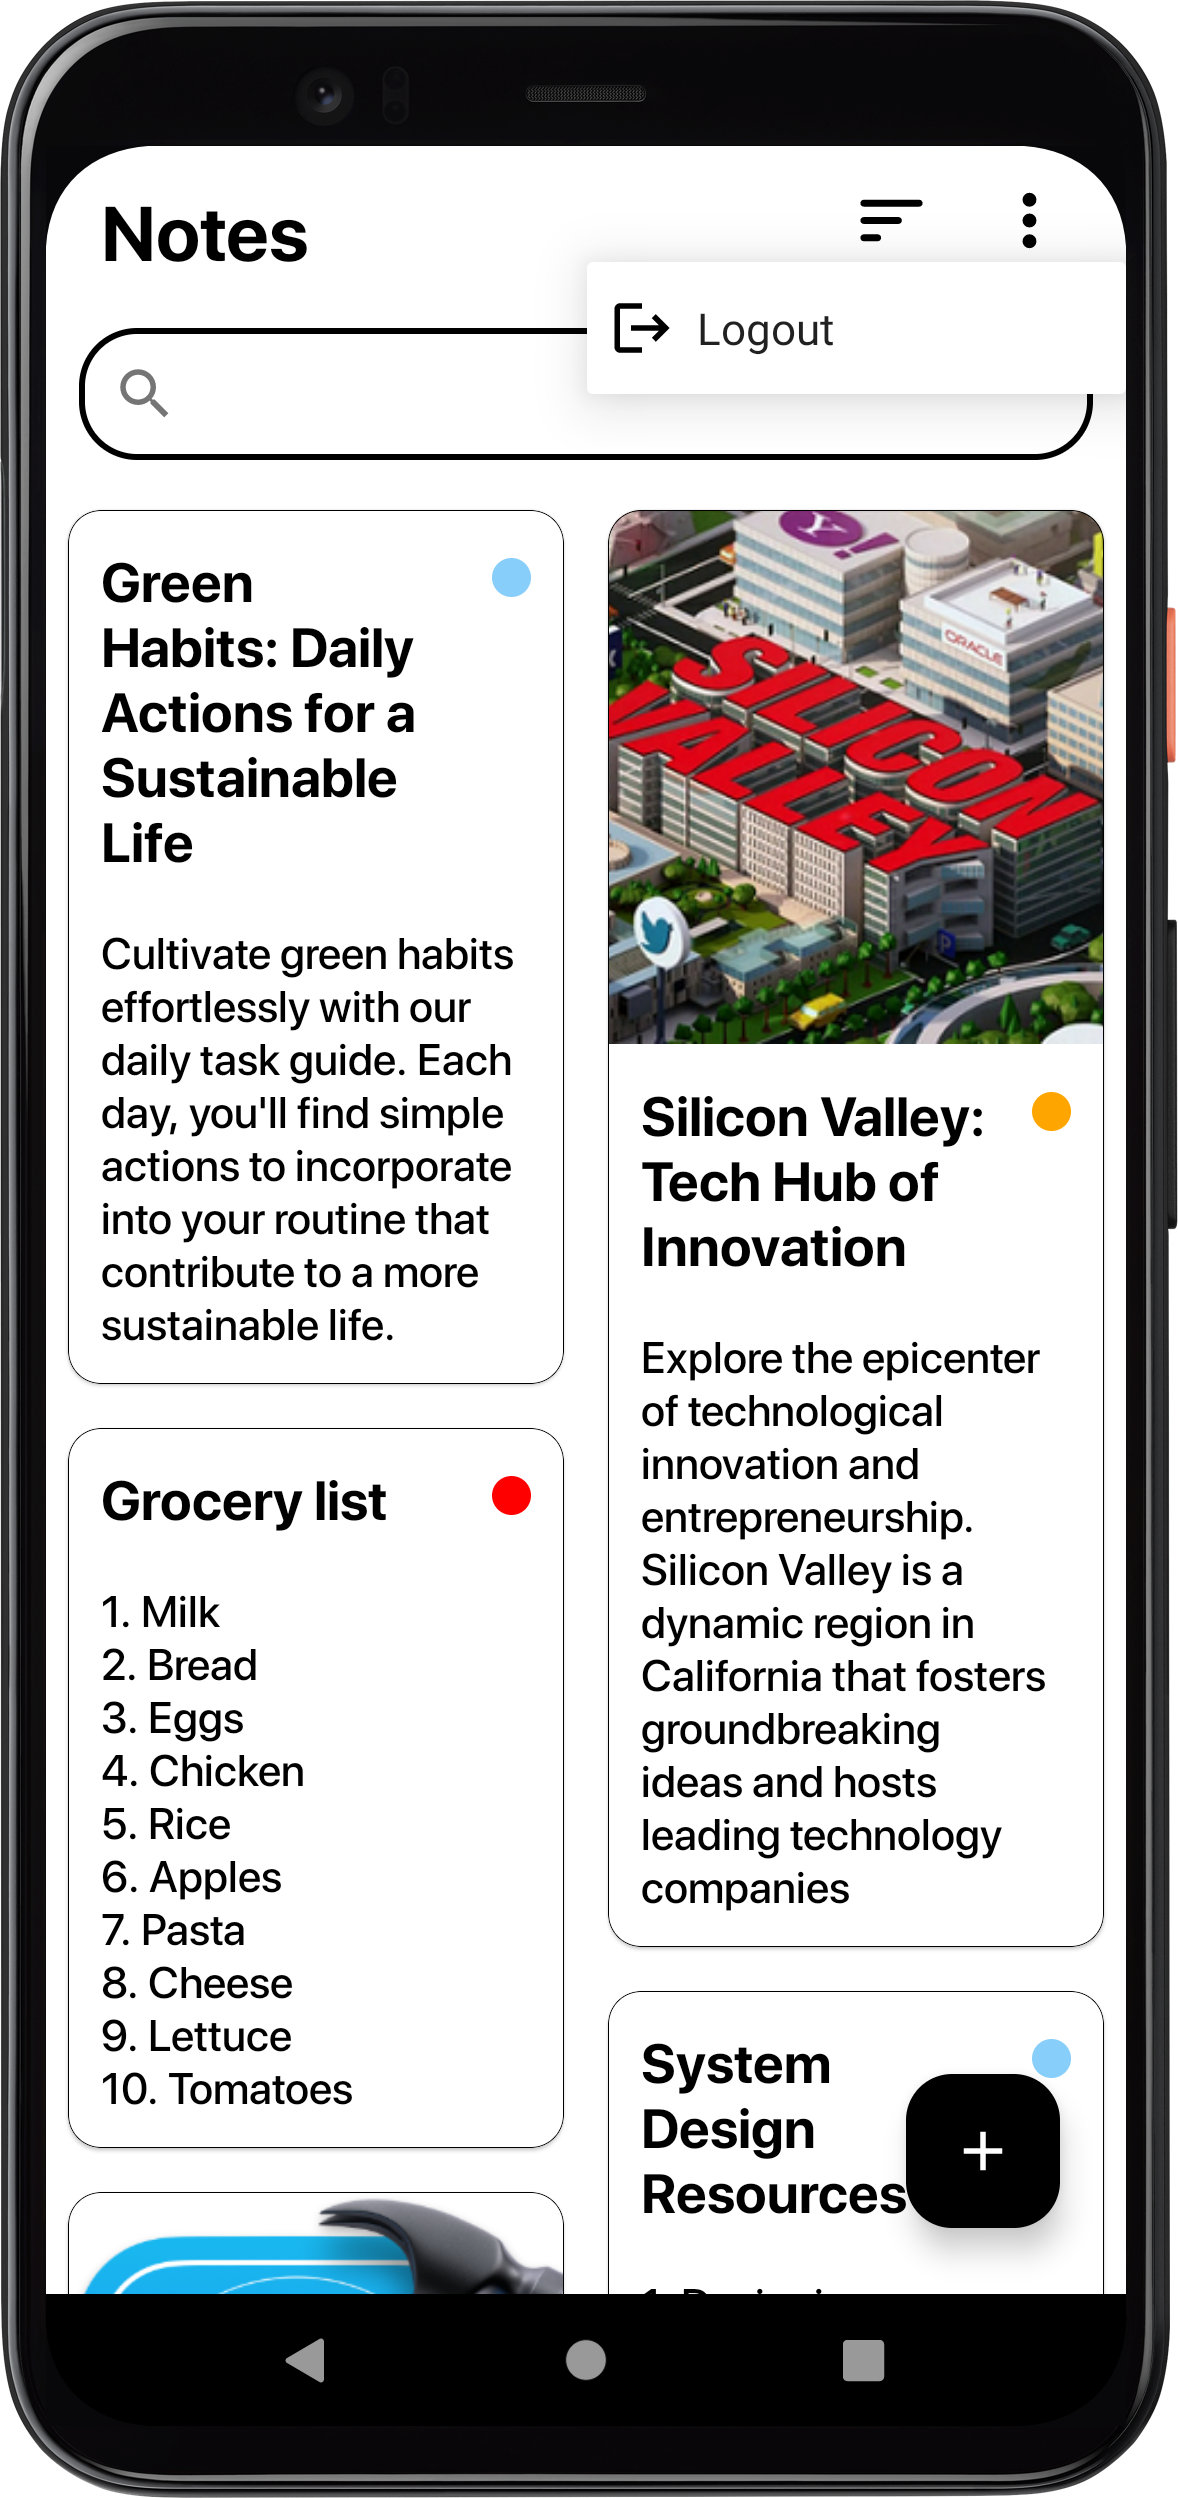 Notes
Logout
Green
Habits: Daily
Actions for a
Sustainable
Life
Cultivate green habits
effortlessly with our
daily task guide. Each
day, you'll find simple
actions to incorporate
into your routine that
contribute to a more
sustainable life.
Grocery list
1. Milk
2. Bread
3. Eggs
4. Chicken
5. Rice
6. Apples
7. Pasta
8. Cheese
9. Lettuce
10. Tomatoes
Y!
ORACLE
SILICON
VALLEY
P
Silicon Valley:
Tech Hub of
Innovation
Explore the epicenter
of technological
innovation and
entrepreneurship.
Silicon Valley is a
dynamic region in
California that fosters
groundbreaking
ideas and hosts
leading technology
companies
System
Design
Resources